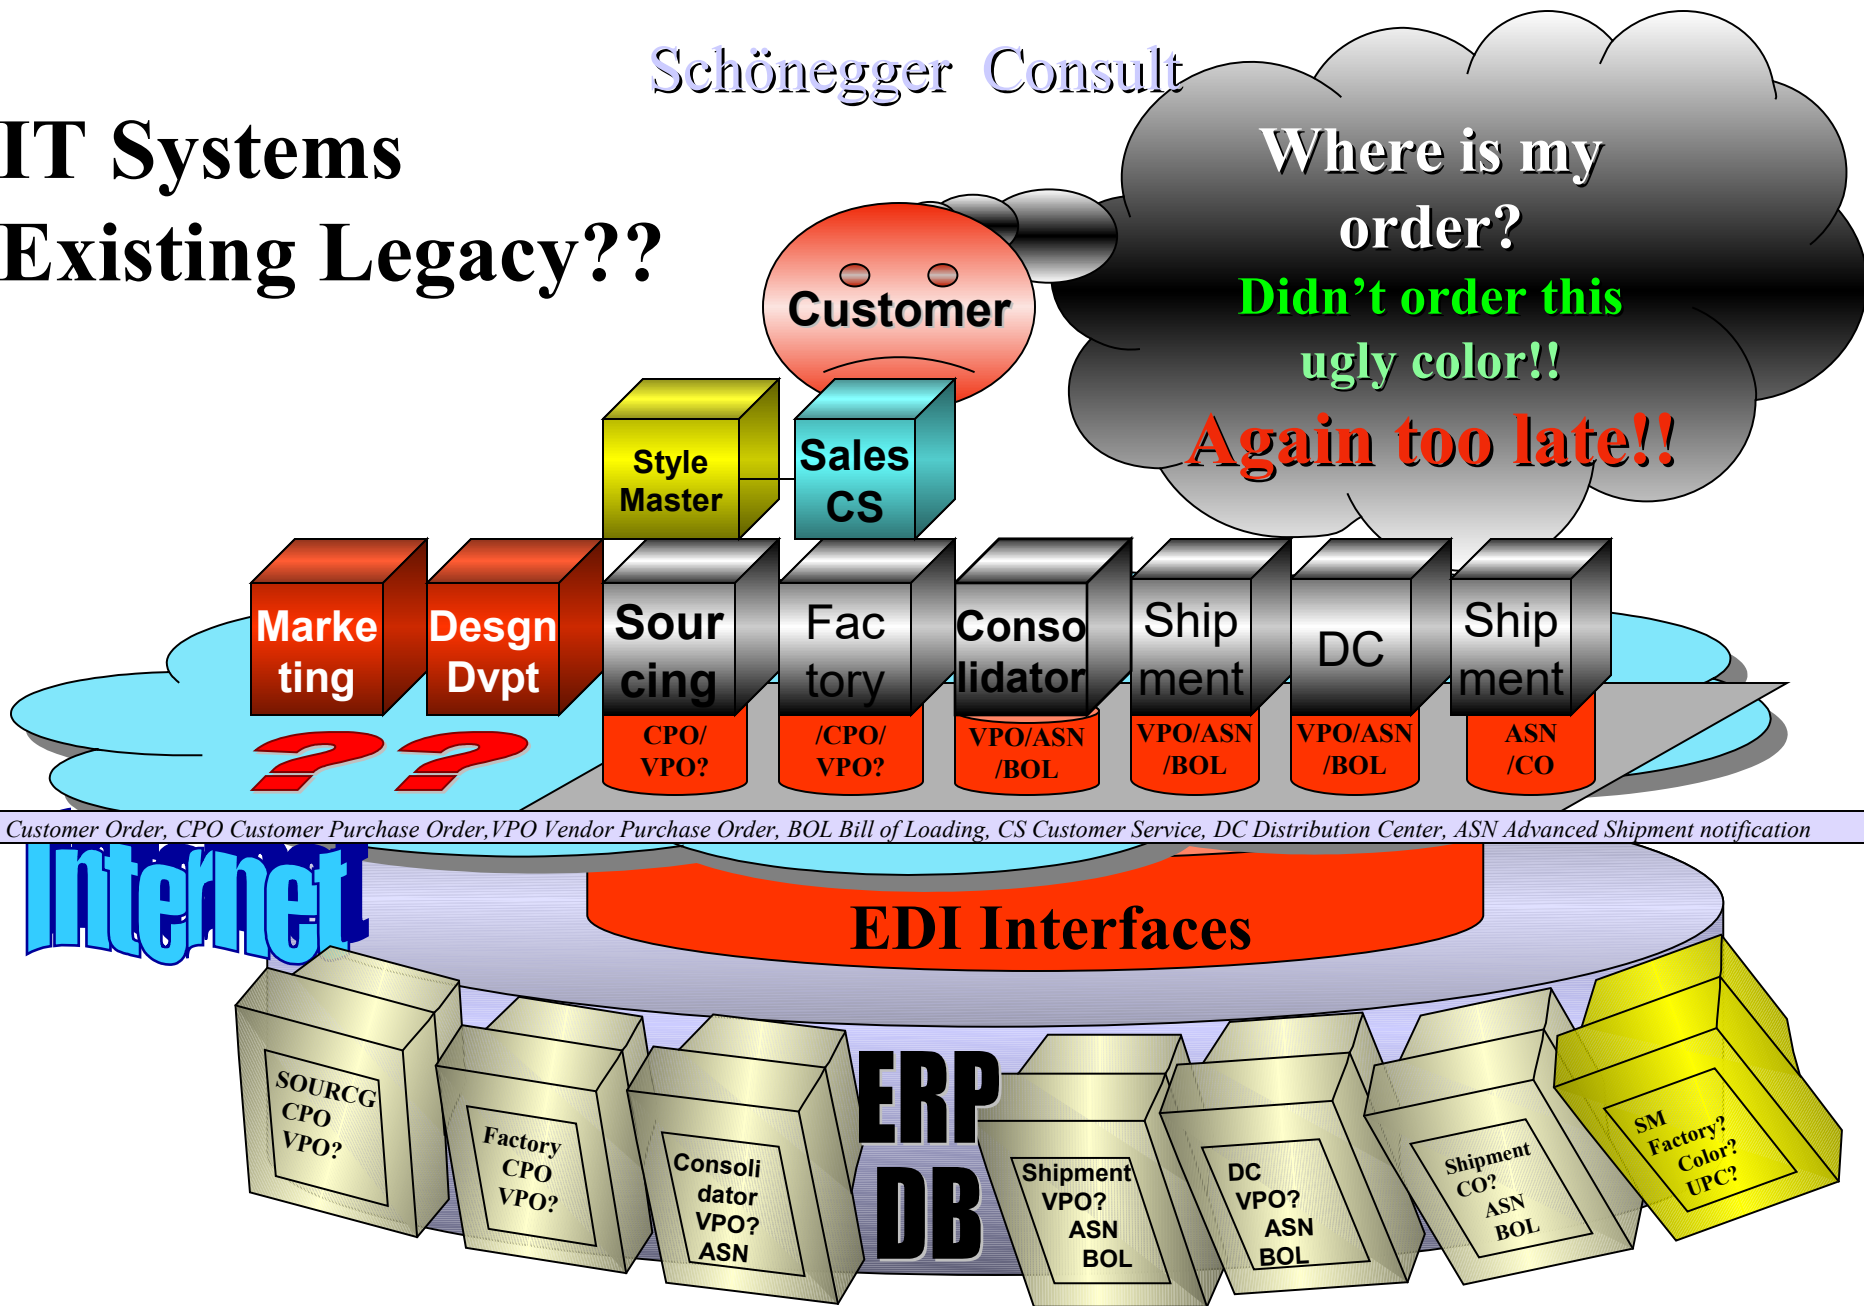 Schönegger Consult
IT Systems
Existing Legacy??
Where is my
order?
Didn’t order this
ugly color!!
Again too late!!
Customer
Style
Master
Sales
CS
Marke
ting
Desgn
Dvpt
Sour
cing
Fac
tory
Conso
lidator
Ship
ment
DC
Ship
ment
??
CPO/
VPO?
/CPO/
VPO?
VPO/ASN
/BOL
VPO/ASN
/BOL
VPO/ASN
/BOL
ASN
/CO
Customer Order, CPO Customer Purchase Order,VPO Vendor Purchase Order, BOL Bill of Loading, CS Customer Service, DC Distribution Center, ASN Advanced Shipment notification
Internet
EDI Interfaces
ERP
DB
SOURCG
CPO
VPO?
Factory
CPO
VPO?
Consoli
dator
VPO?
ASN
Shipment
VPO?
ASN
BOL
DC
VPO?
ASN
BOL
Shipment
CO?
ASN
BOL
SM
Factory?
Color?
UPC?